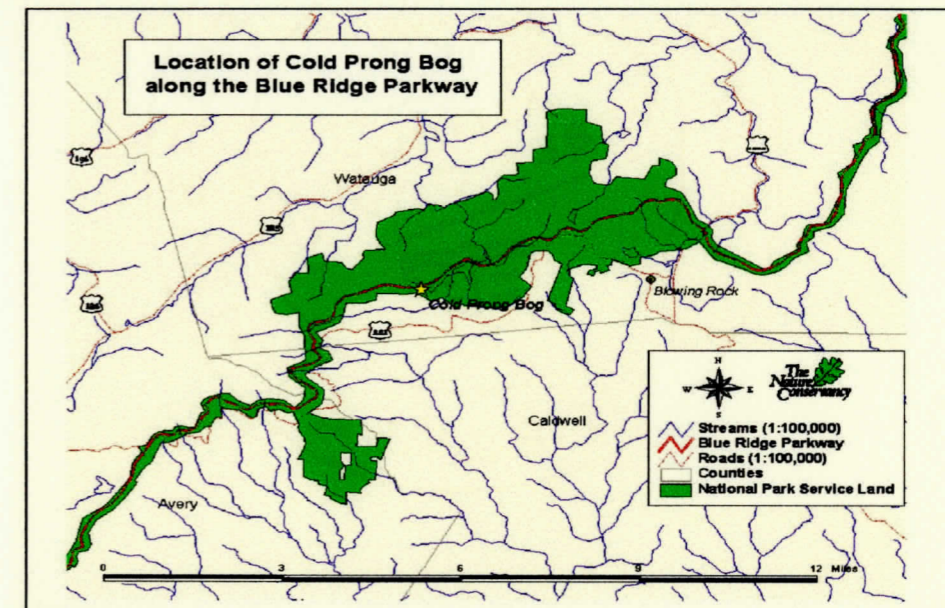 Location of Cold Prong Bog
along the Blue Ridge Parkway
Watauga
Cold Prong Bog
Blowing Rock
Caldwell
Avery
N
W
E
S
The
Nature
Conservancy
Streams (1:100,000)
Blue Ridge Parkway
Roads (1:100,000)
Counties
National Park Service Land
0
3
6
9
12 Miles